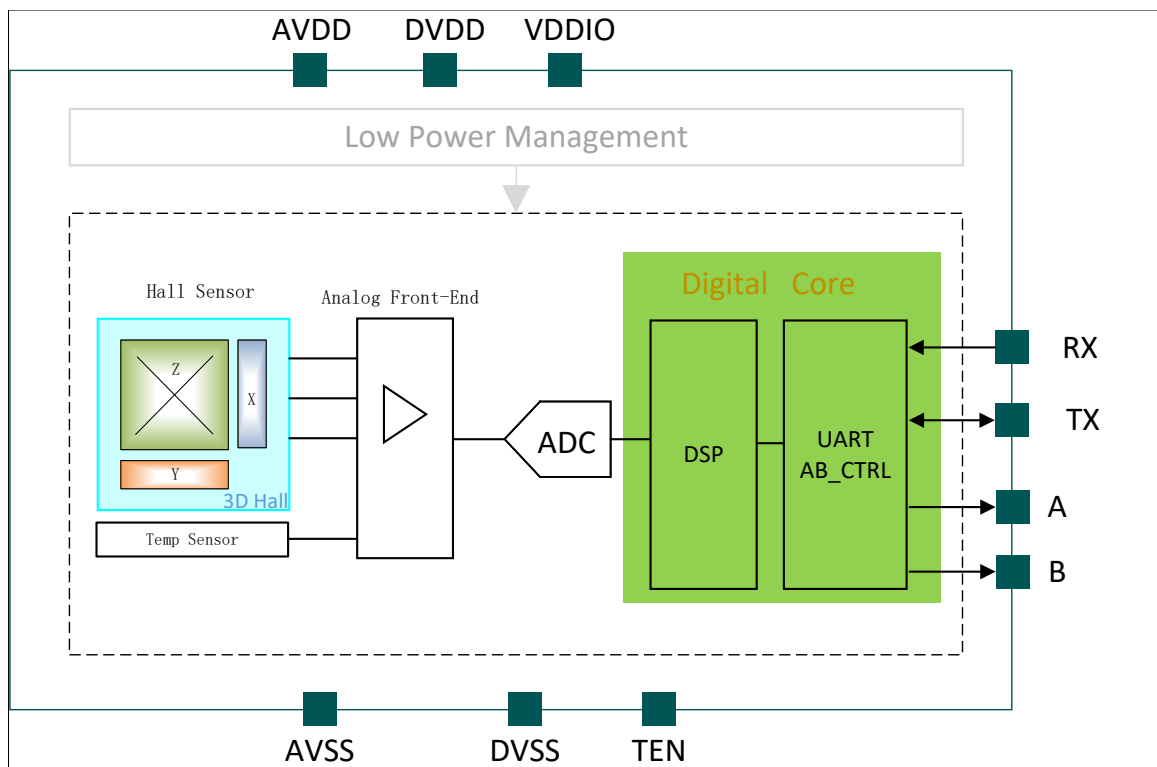 AVDD DVDD VDDIO
Low Power Management
Digital Core
Hall Sensor
Analog Front-End
Z
X
Y
3D Hall
Temp Sensor
ADC
DSP
UART
AB_CTRL
RX
TX
A
B
AVSS DVSS TEN